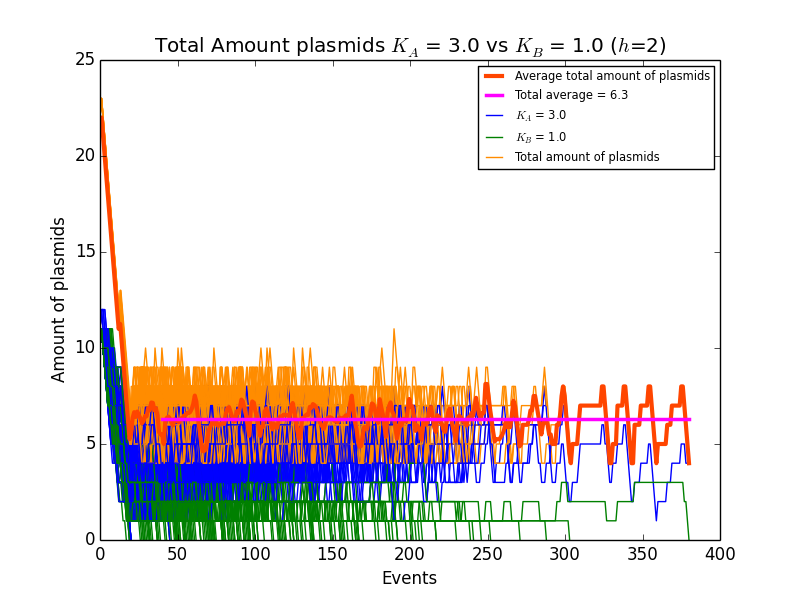 Total Amount plasmids K_A = 3.0 vs K_B = 1.0 (h=2)
25
Average total amount of plasmids
Total average = 6.3
K_A = 3.0
K_B = 1.0
Total amount of plasmids
20
15
10
5
0
Amount of plasmids
0 50 100 150 200 250 300 350 400
Events